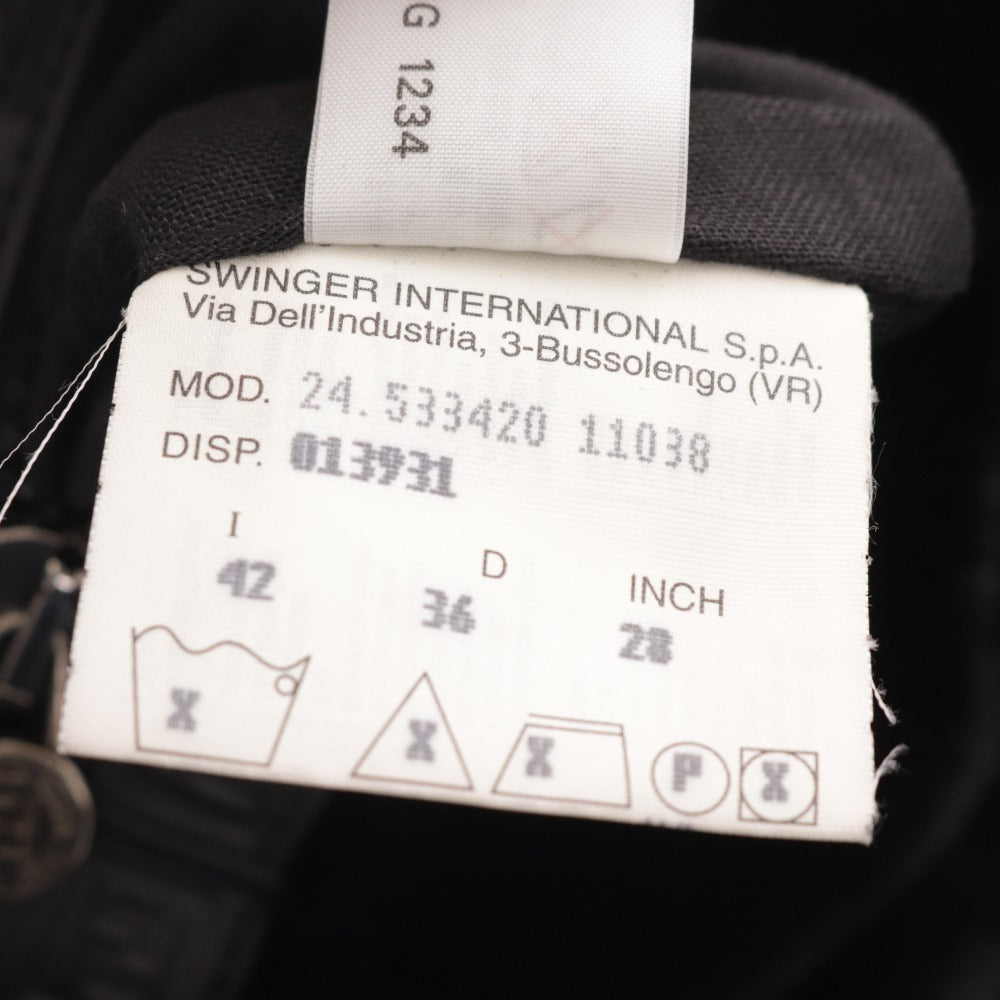 G 1234
SWINGER INTERNATIONAL S.p.A.
Via Dell'Industria, 3-Bussolengo (VR)
MOD. 24.533420 11038
DISP. 013931
I D INCH
42 36 28
X X X P X